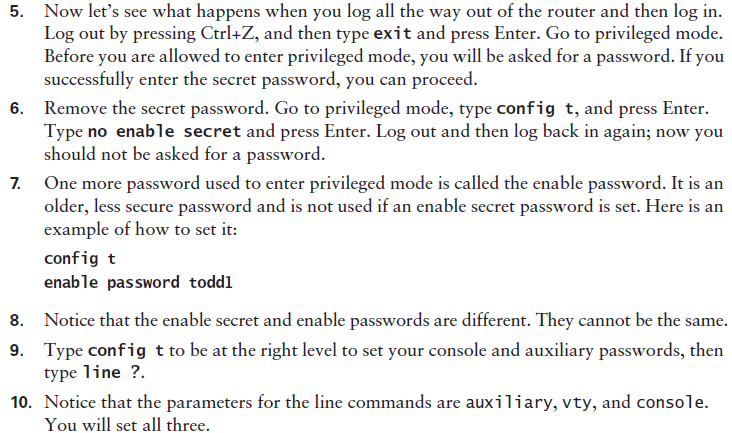 5. Now let’s see what happens when you log all the way out of the router and then log in.
Log out by pressing Ctrl+Z, and then type exit and press Enter. Go to privileged mode.
Before you are allowed to enter privileged mode, you will be asked for a password. If you
successfully enter the secret password, you can proceed.
6. Remove the secret password. Go to privileged mode, type config t, and press Enter.
Type no enable secret and press Enter. Log out and then log back in again; now you
should not be asked for a password.
7. One more password used to enter privileged mode is called the enable password. It is an
older, less secure password and is not used if an enable secret password is set. Here is an
example of how to set it:
config t
enable password todd1
8. Notice that the enable secret and enable passwords are different. They cannot be the same.
9. Type config t to be at the right level to set your console and auxiliary passwords, then
type line ?.
10. Notice that the parameters for the line commands are auxiliary, vty, and console.
You will set all three.